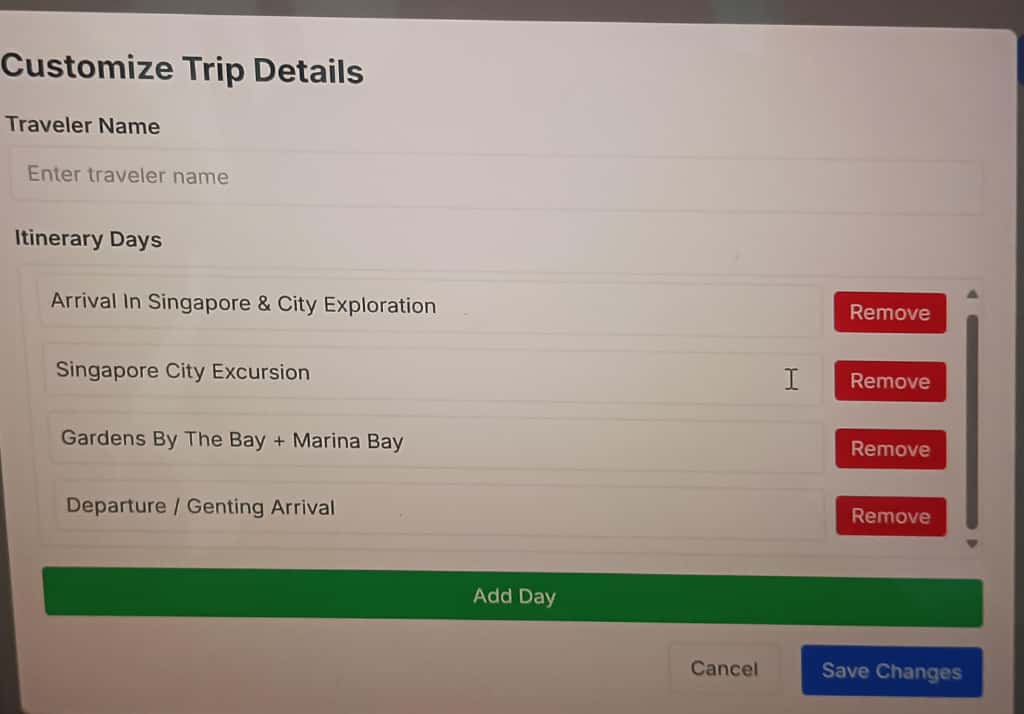 Customize Trip Details
Traveler Name
Enter traveler name
Itinerary Days
Arrival In Singapore & City Exploration
Remove
Singapore City Excursion
Remove
Gardens By The Bay + Marina Bay
Remove
Departure / Genting Arrival
Remove
Add Day
Cancel
Save Changes